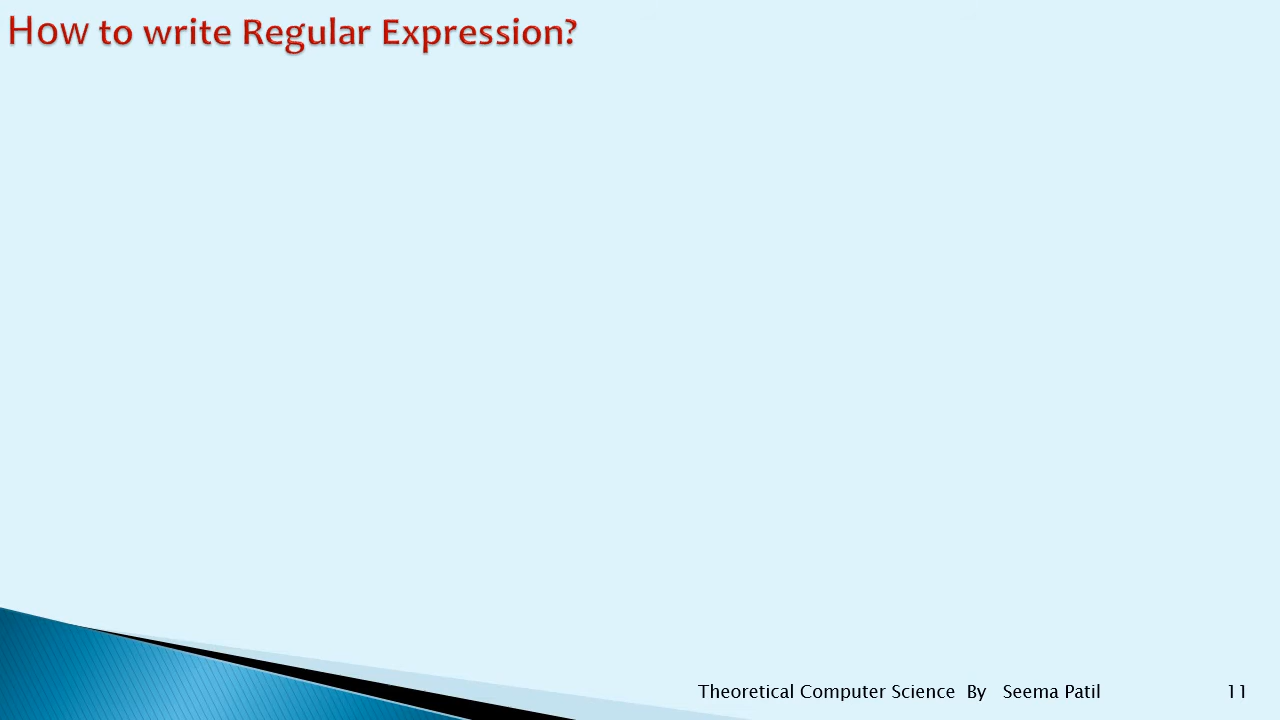 How to write Regular Expression?
Theoretical Computer Science By Seema Patil 11